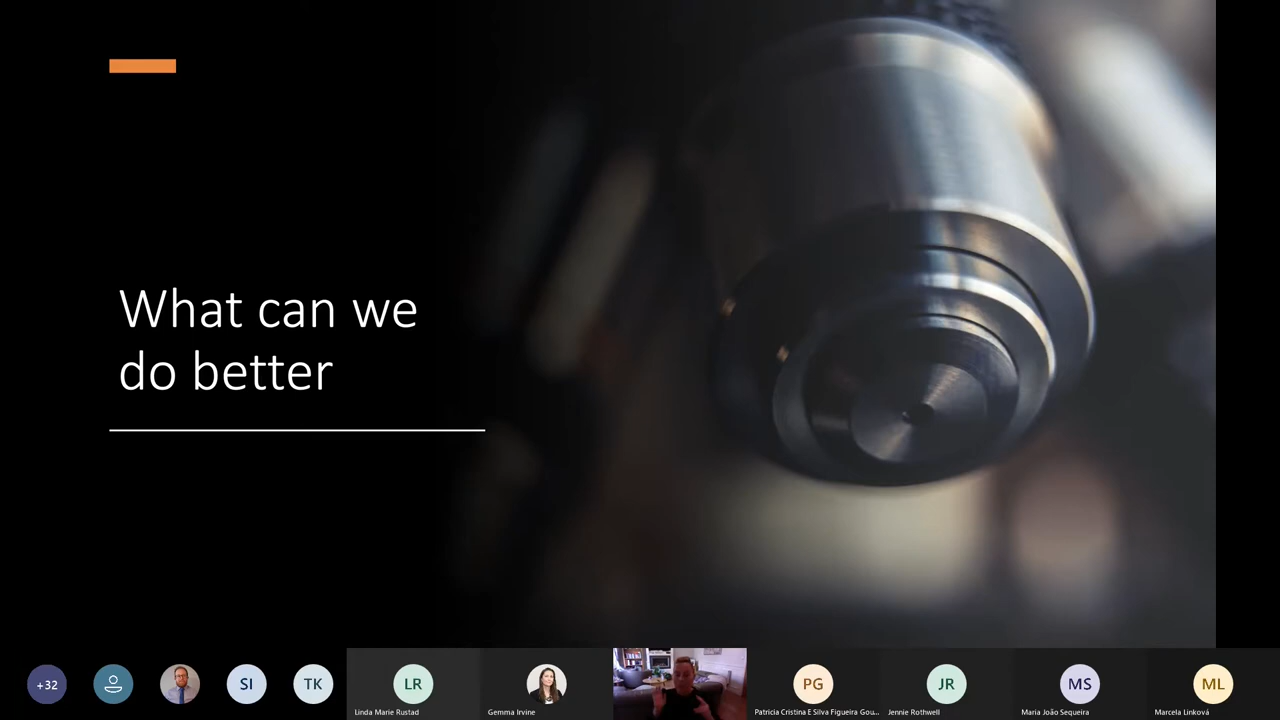 What can we
do better
+32
SI
TK
LR
Linda Marie Rustad
Gemma Irvine
PG
Patricia Cristina E Silva Figueira Gou...
JR
Jennie Rothwell
MS
Maria João Sequeira
ML
Marcela Linková